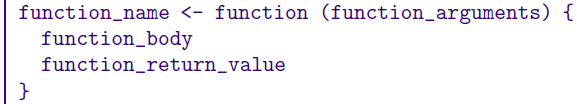 function_name <- function (function_arguments) {
  function_body
  function_return_value
}